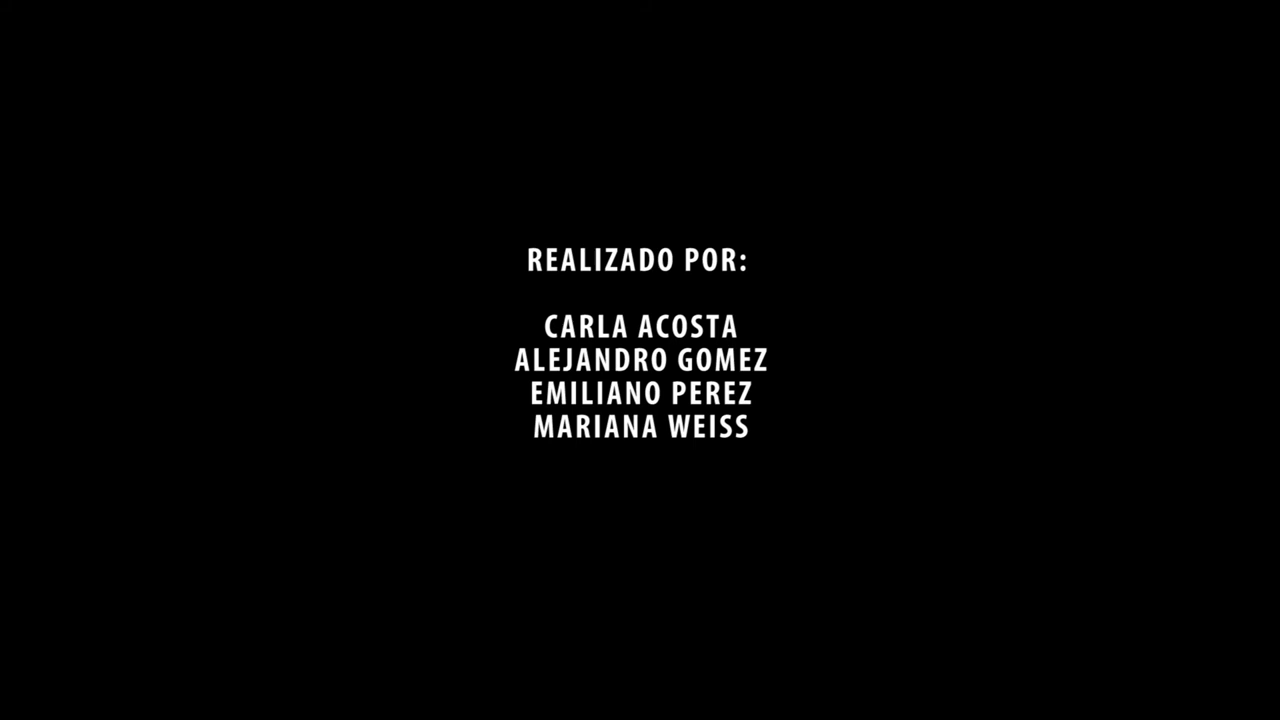 REALIZADO POR:
CARLA ACOSTA
ALEJANDRO GOMEZ
EMILIANO PEREZ
MARIANA WEISS